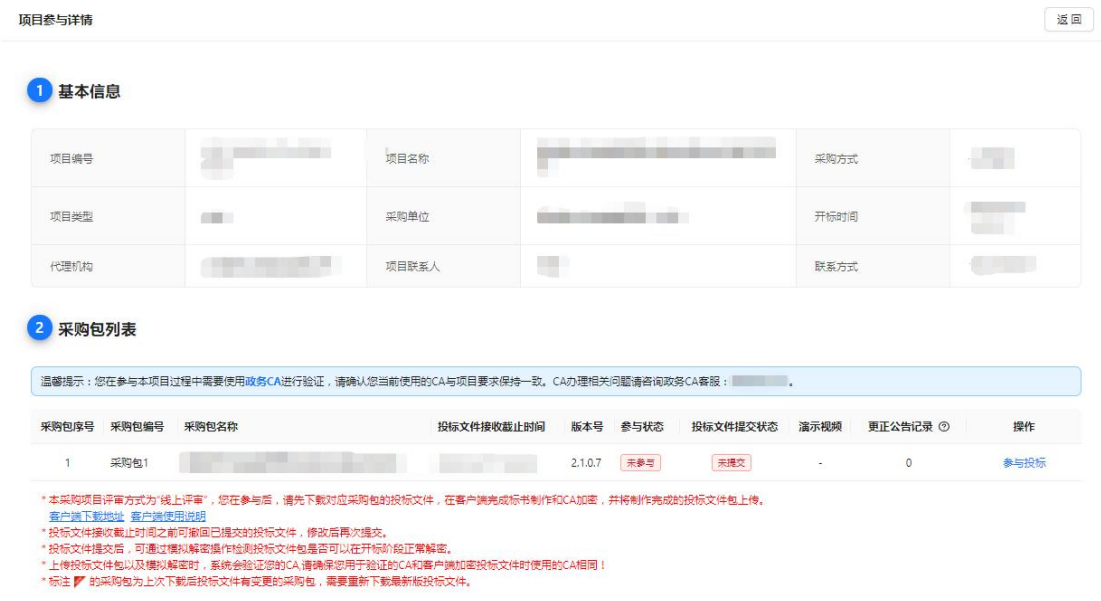 项目参与详情 返回
1 基本信息
项目编号 项目名称 采购方式
项目类型 采购单位 开标时间
代理机构 项目联系人 联系方式
2 采购包列表
温馨提示：您在参与本项目过程中需要使用政务CA进行验证，请确认您当前使用的CA与项目要求保持一致。CA办理相关问题请咨询政务CA客服： 。
采购包序号 采购包编号 采购包名称 投标文件接收截止时间 版本号 参与状态 投标文件提交状态 演示视频 更正公告记录 操作
1 采购包1 2.1.0.7 未参与 未提交 - 0 参与投标
*本采购项目评审方式为“线上评审”，您在参与后，请先下载对应采购包的投标文件，在客户端完成标书制作和CA加密，并将制作完成的投标文件包上传。
客户端下载地址 客户端使用说明
*投标文件接收截止时间之前可撤回已提交的投标文件，修改后再次提交。
*投标文件提交后，可通过模拟解密操作检测投标文件包是否可以在开标阶段正常解密。
*上传投标文件包以及模拟解密时，系统会验证您的CA,请确保您用于验证的CA和客户端加密投标文件时使用的CA相同！
*标注 的采购包为上次下载后投标文件有变更的采购包，需要重新下载最新版投标文件。